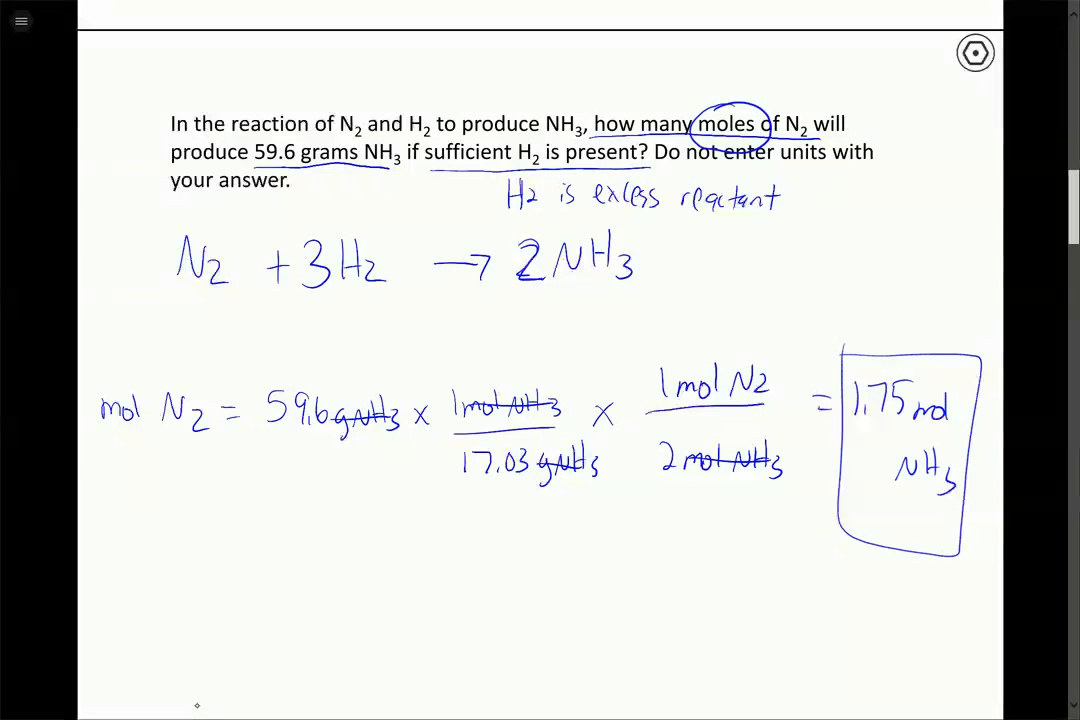 In the reaction of N₂ and H₂ to produce NH₃, how many moles of N₂ will
produce 59.6 grams NH₃ if sufficient H₂ is present? Do not enter units with
your answer.
H₂ is excess reactant
N₂ + 3H₂ → 2NH₃
mol N₂ = 59.6 g NH₃ × 1 mol NH₃ / 17.03 g NH₃ × 1 mol N₂ / 2 mol NH₃ = 1.75 mol
NH₃